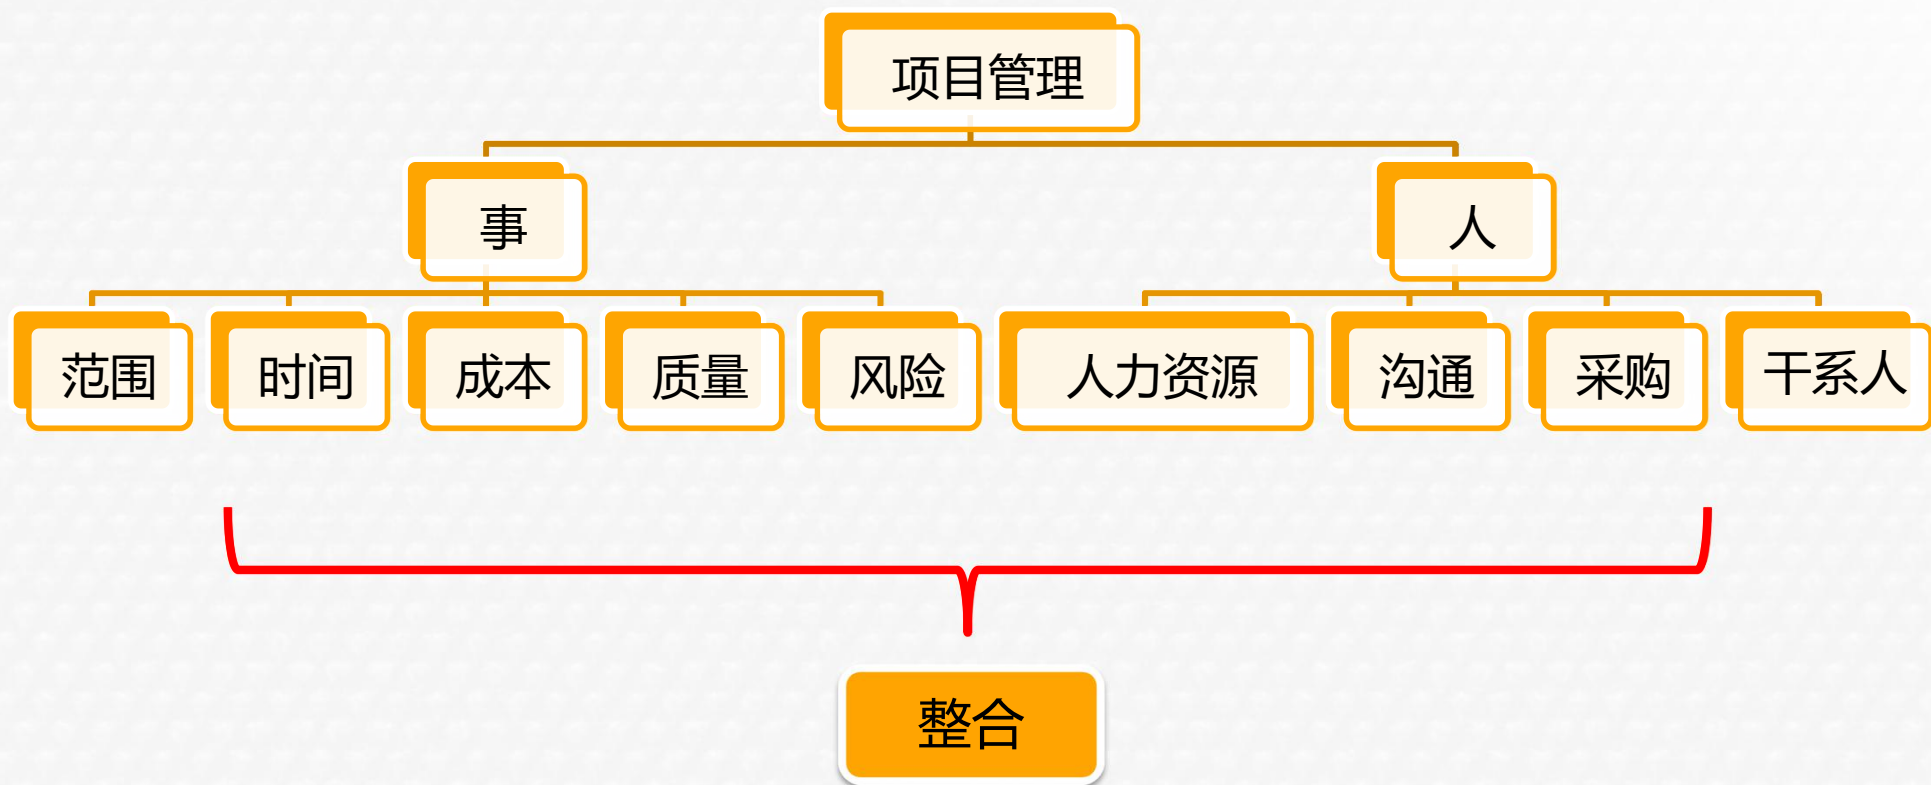 项目管理
事
人
范围
时间
成本
质量
风险
人力资源
沟通
采购
干系人
整合